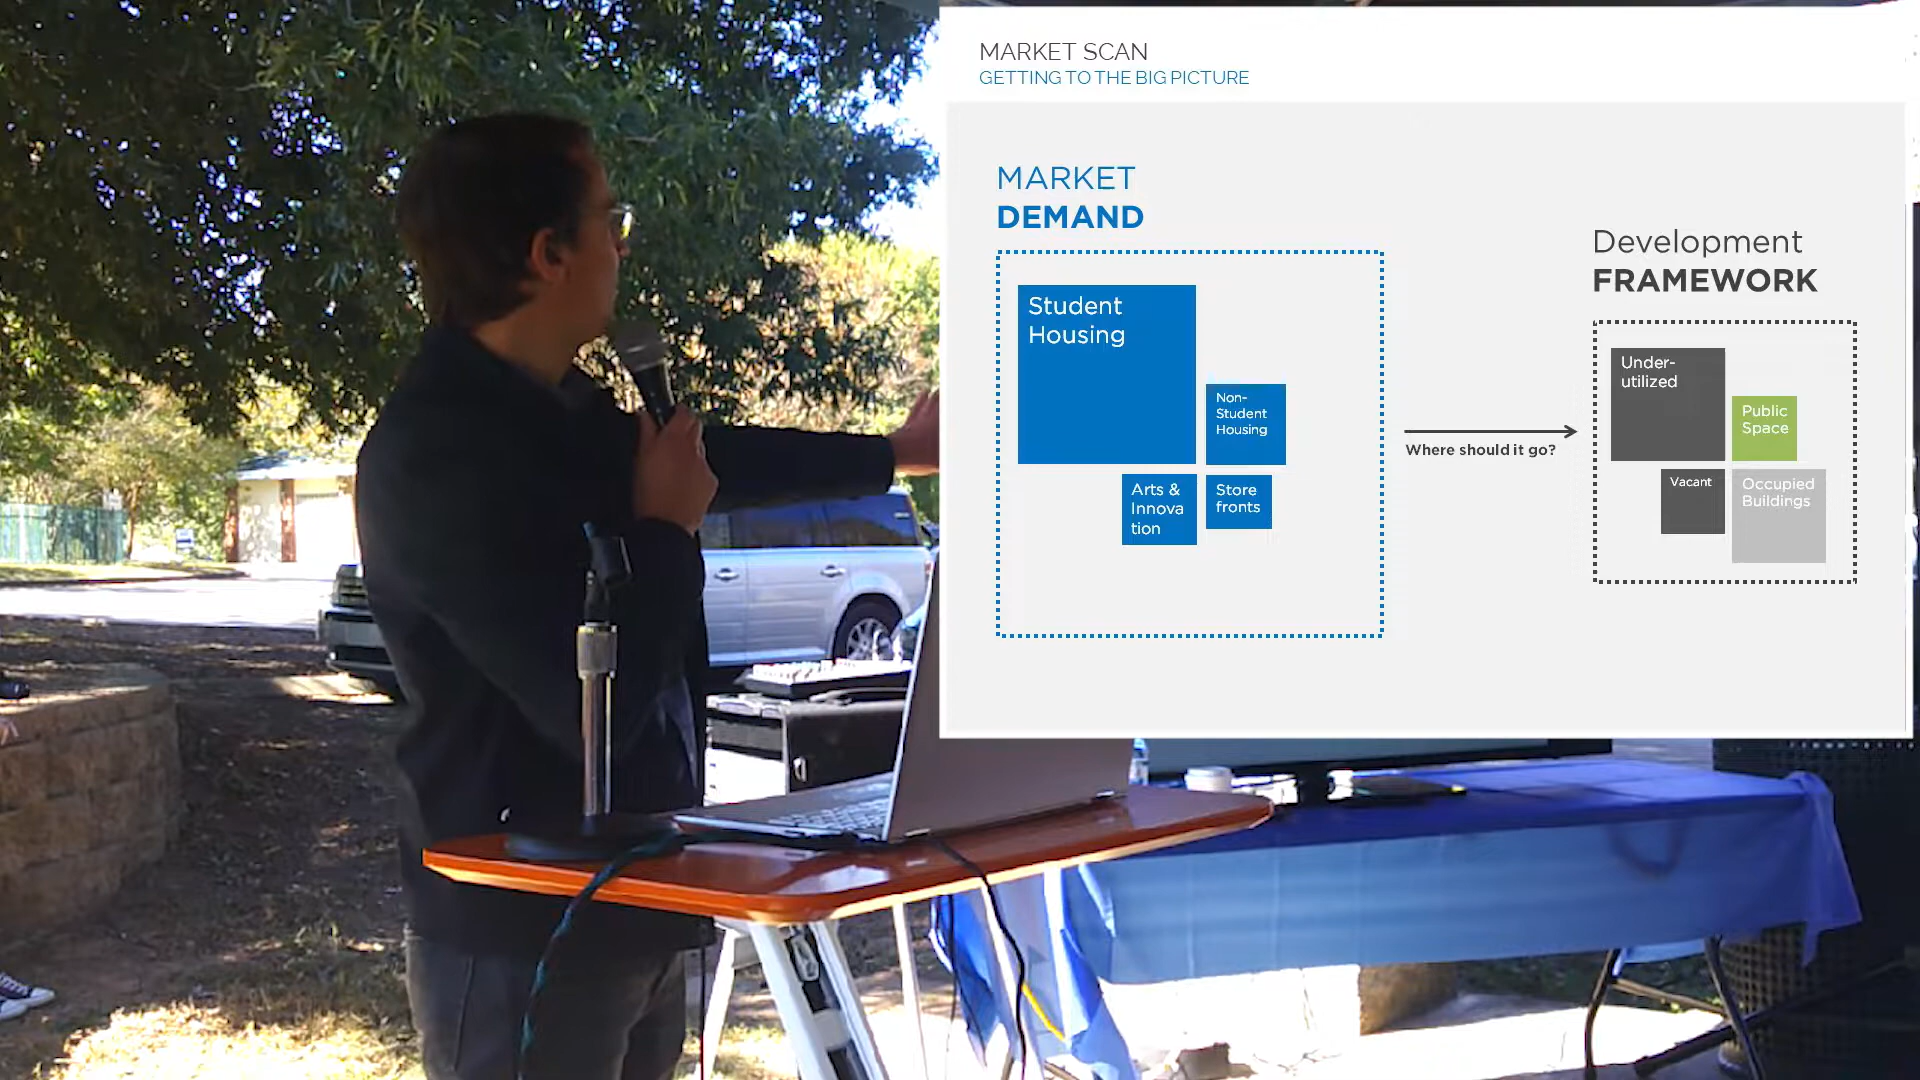 MARKET SCAN
GETTING TO THE BIG PICTURE
MARKET
DEMAND
Student
Housing
Non-
Student
Housing
Arts &
Innova
tion
Store
fronts
Where should it go?
Development
FRAMEWORK
Under-
utilized
Public
Space
Vacant
Occupied
Buildings